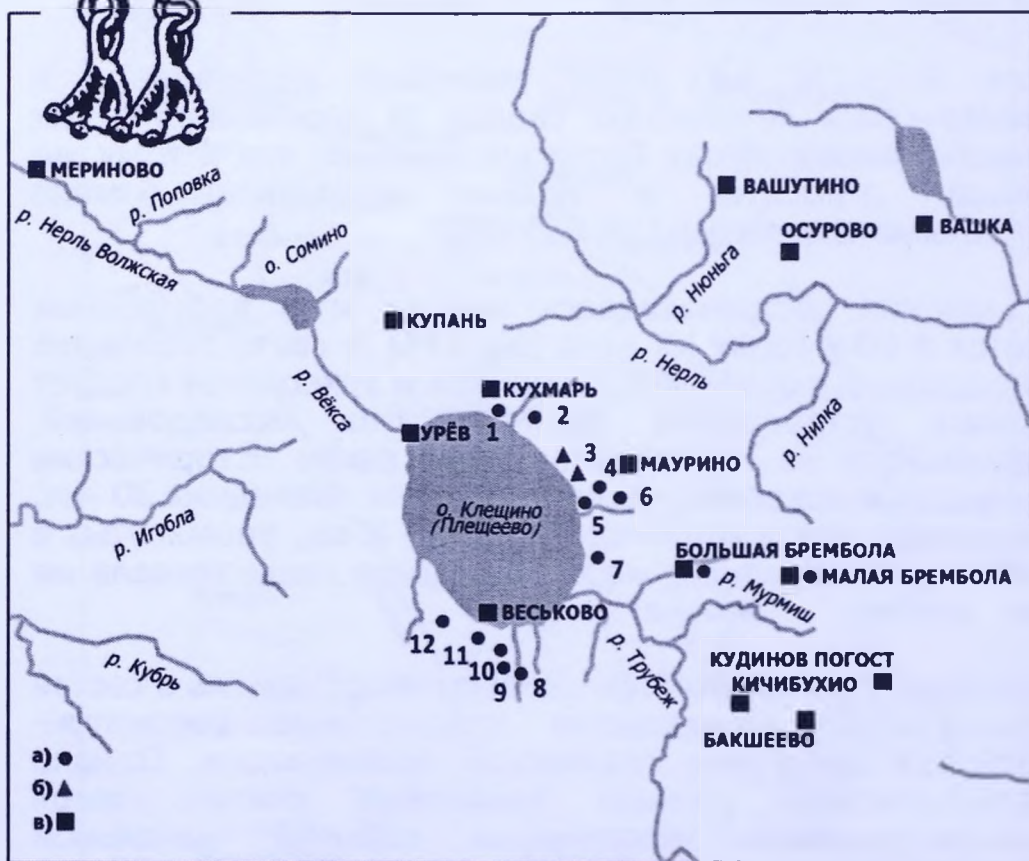 МЕРИНОВО
р. Поповка
р. Нерль Волжская
о. Сомино
р. Вёкса
КУПАНЬ
ВАШУТИНО
ВАШКА
ОСУРОВО
р. Нюньга
р. Нерль
р. Нилка
КУХМАРЬ
УРЁВ
1
2
3
4
МАУРИНО
5
6
о. Клещино
(Плещеёво)
р. Игобла
7
БОЛЬШАЯ БРЕМБОЛА
МАЛАЯ БРЕМБОЛА
р. Мурмиш
ВЕСЬКОВО
12
11
10
9
8
р. Трубеж
р. Кубрь
КУДИНОВ ПОГОСТ
КИЧИБУХИО
БАКШЕЕВО
а)
б)
в)